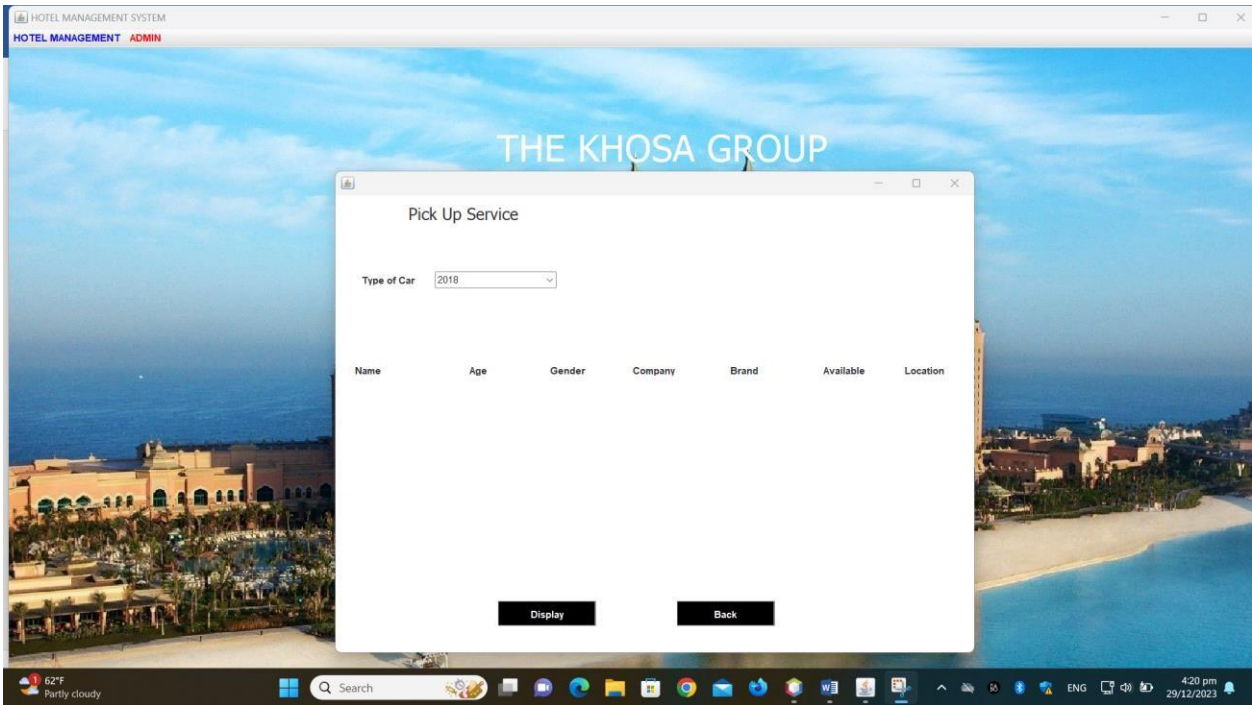 HOTEL MANAGEMENT SYSTEM
HOTEL MANAGEMENT ADMIN
THE KHOSA GROUP
Pick Up Service
Type of Car 2018
Name Age Gender Company Brand Available Location
Display Back
1
62°F
Partly cloudy
Search
ENG
4:20 pm
29/12/2023